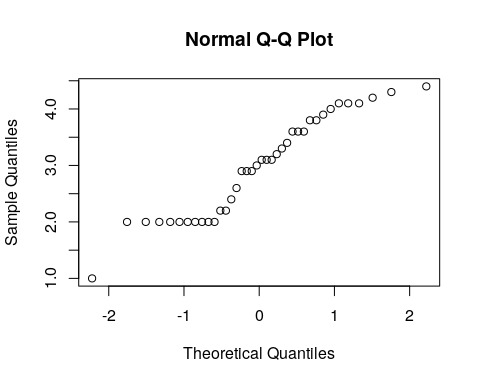 Normal Q-Q Plot
Sample Quantiles
4.0
3.0
2.0
1.0
-2 -1 0 1 2
Theoretical Quantiles